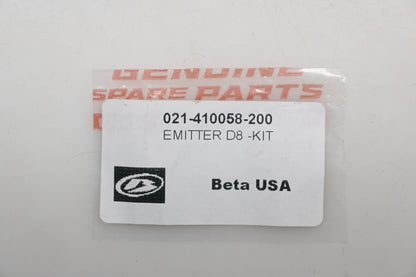 GENUINE
SPARE PARTS
021-410058-200
EMITTER D8 -KIT
Beta USA